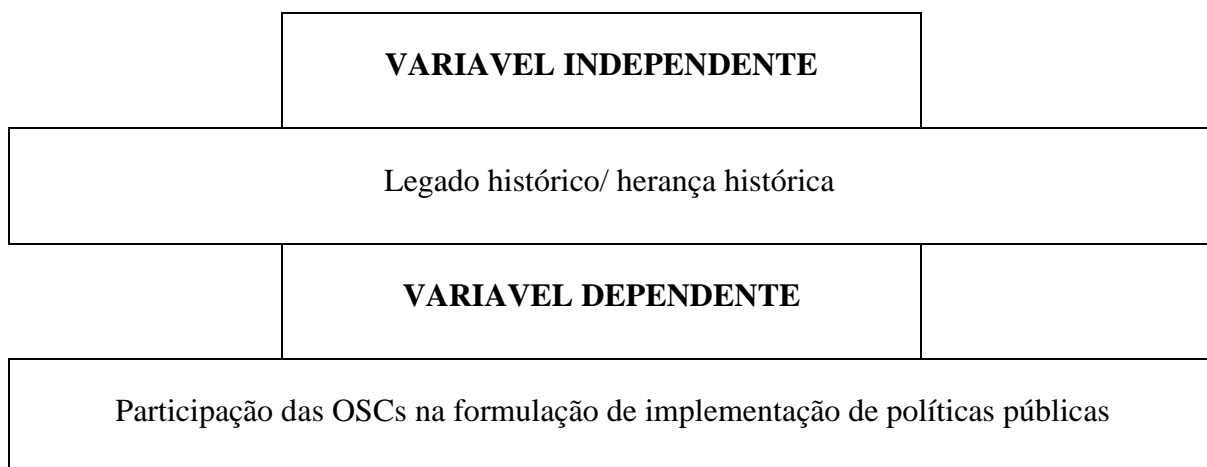 VARIAVEL INDEPENDENTE
Legado histórico/ herança histórica
VARIAVEL DEPENDENTE
Participação das OSCs na formulação de implementação de políticas públicas